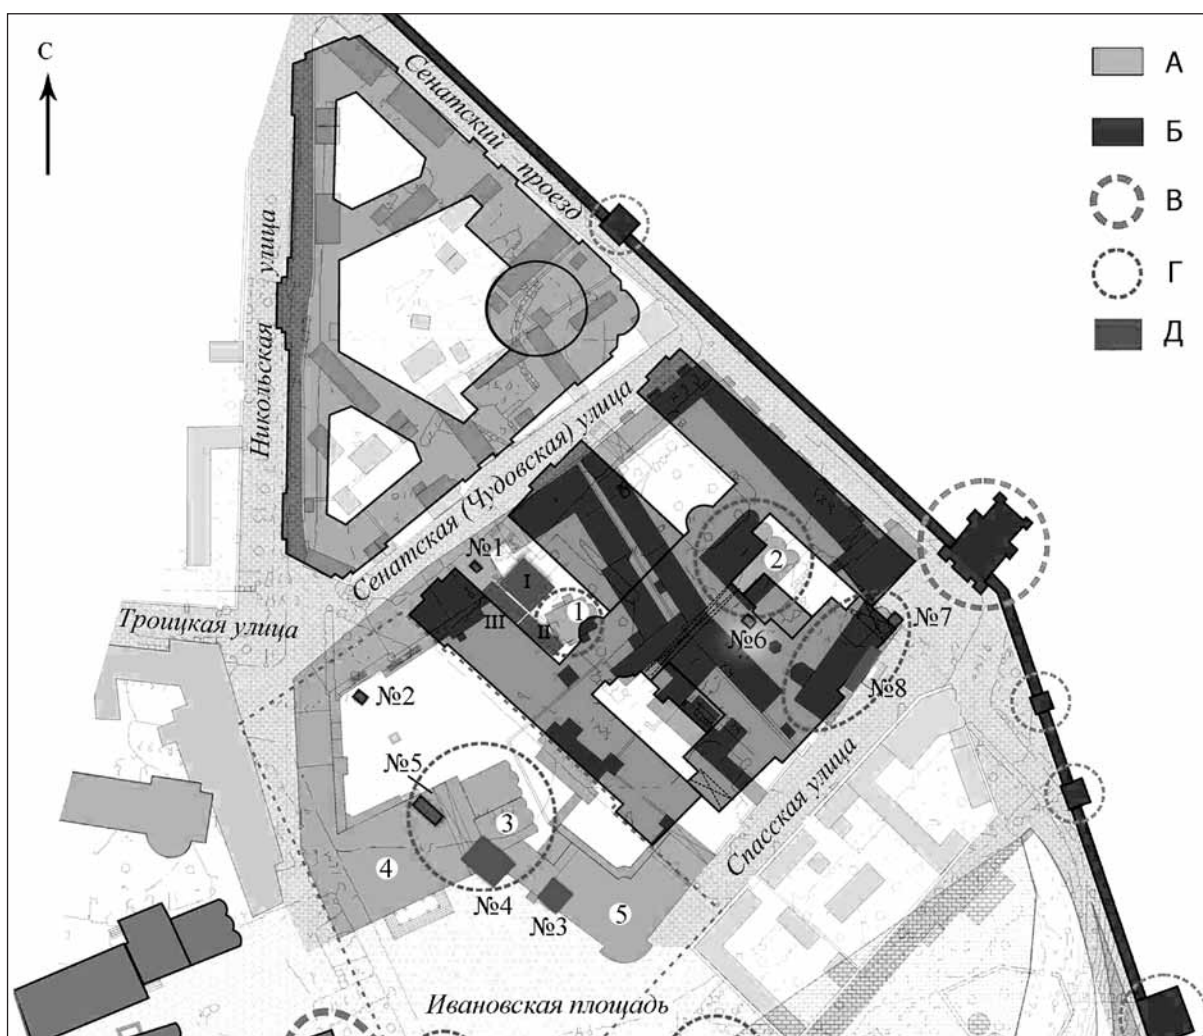 С
А
Б
В
Г
Д
Сенатский проезд
Никольская улица
Сенатская (Чудовская) улица
Троицкая улица
№1
I
1
2
III
II
№6
№7
№2
№8
№5
3
Спасская улица
4
№4
№3
5
Ивановская площадь